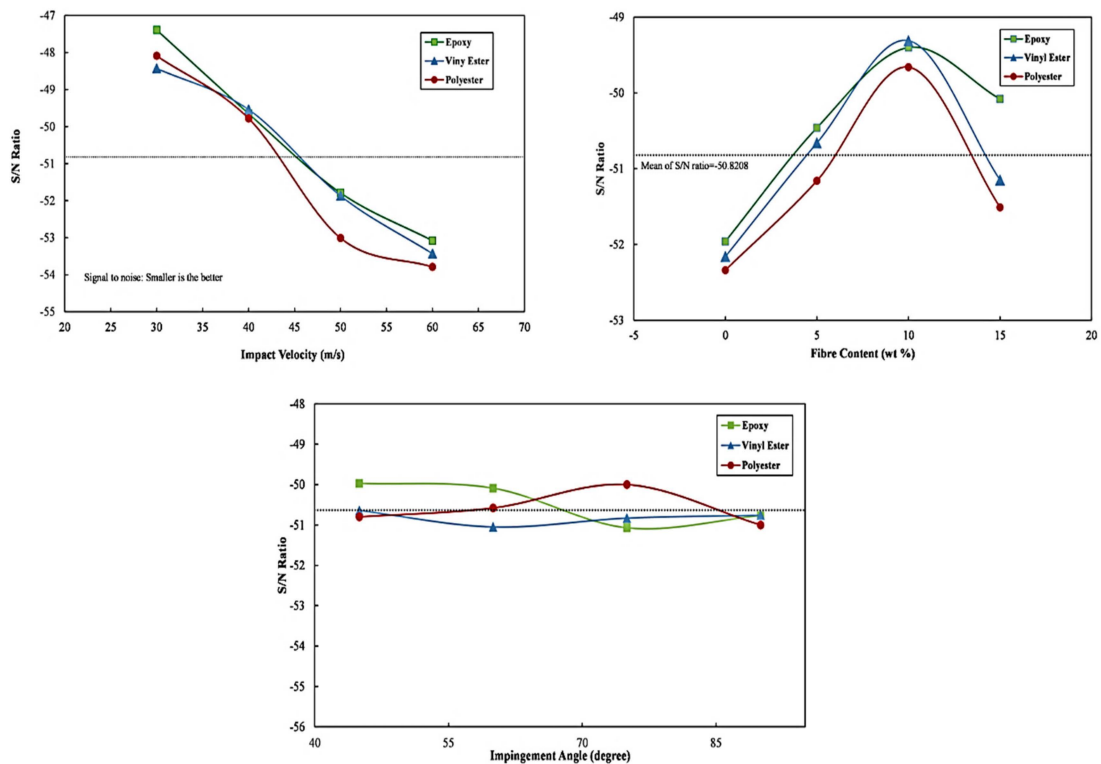 -47
-48
-49
-50
-51
-52
-53
-54
-55
S/N Ratio
Epoxy
Viny Ester
Polyester
Signal to noise: Smaller is the better
20 25 30 35 40 45 50 55 60 65 70
Impact Velocity (m/s)
-49
-50
-51
-52
-53
S/N Ratio
Epoxy
Vinyl Ester
Polyester
Mean of S/N ratio=-50.8208
-5 0 5 10 15 20
Fibre Content (wt %)
-48
-49
-50
-51
-52
-53
-54
-55
-56
S/N Ratio
Epoxy
Vinyl Ester
Polyester
40 55 70 85
Impingement Angle (degree)